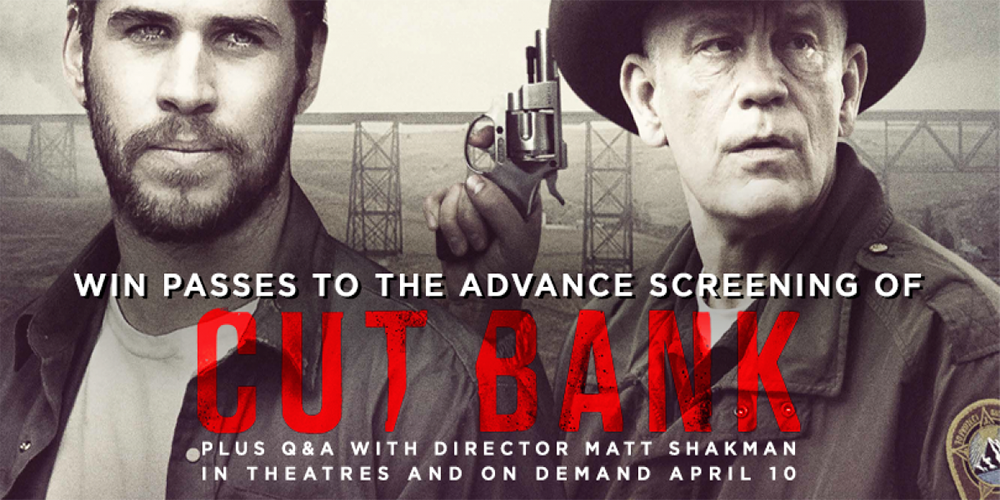 WIN PASSES TO THE ADVANCE SCREENING OF
CUT BANK
PLUS Q&A WITH DIRECTOR MATT SHAKMAN
IN THEATRES AND ON DEMAND APRIL 10